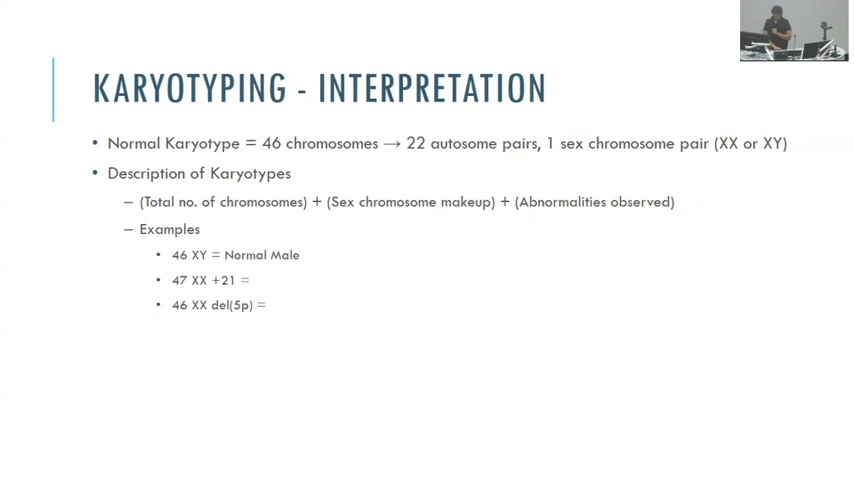 KARYOTYPING - INTERPRETATION
• Normal Karyotype = 46 chromosomes → 22 autosome pairs, 1 sex chromosome pair (XX or XY)
• Description of Karyotypes
– (Total no. of chromosomes) + (Sex chromosome makeup) + (Abnormalities observed)
– Examples
• 46 XY = Normal Male
• 47 XX +21 =
• 46 XX del(5p) =